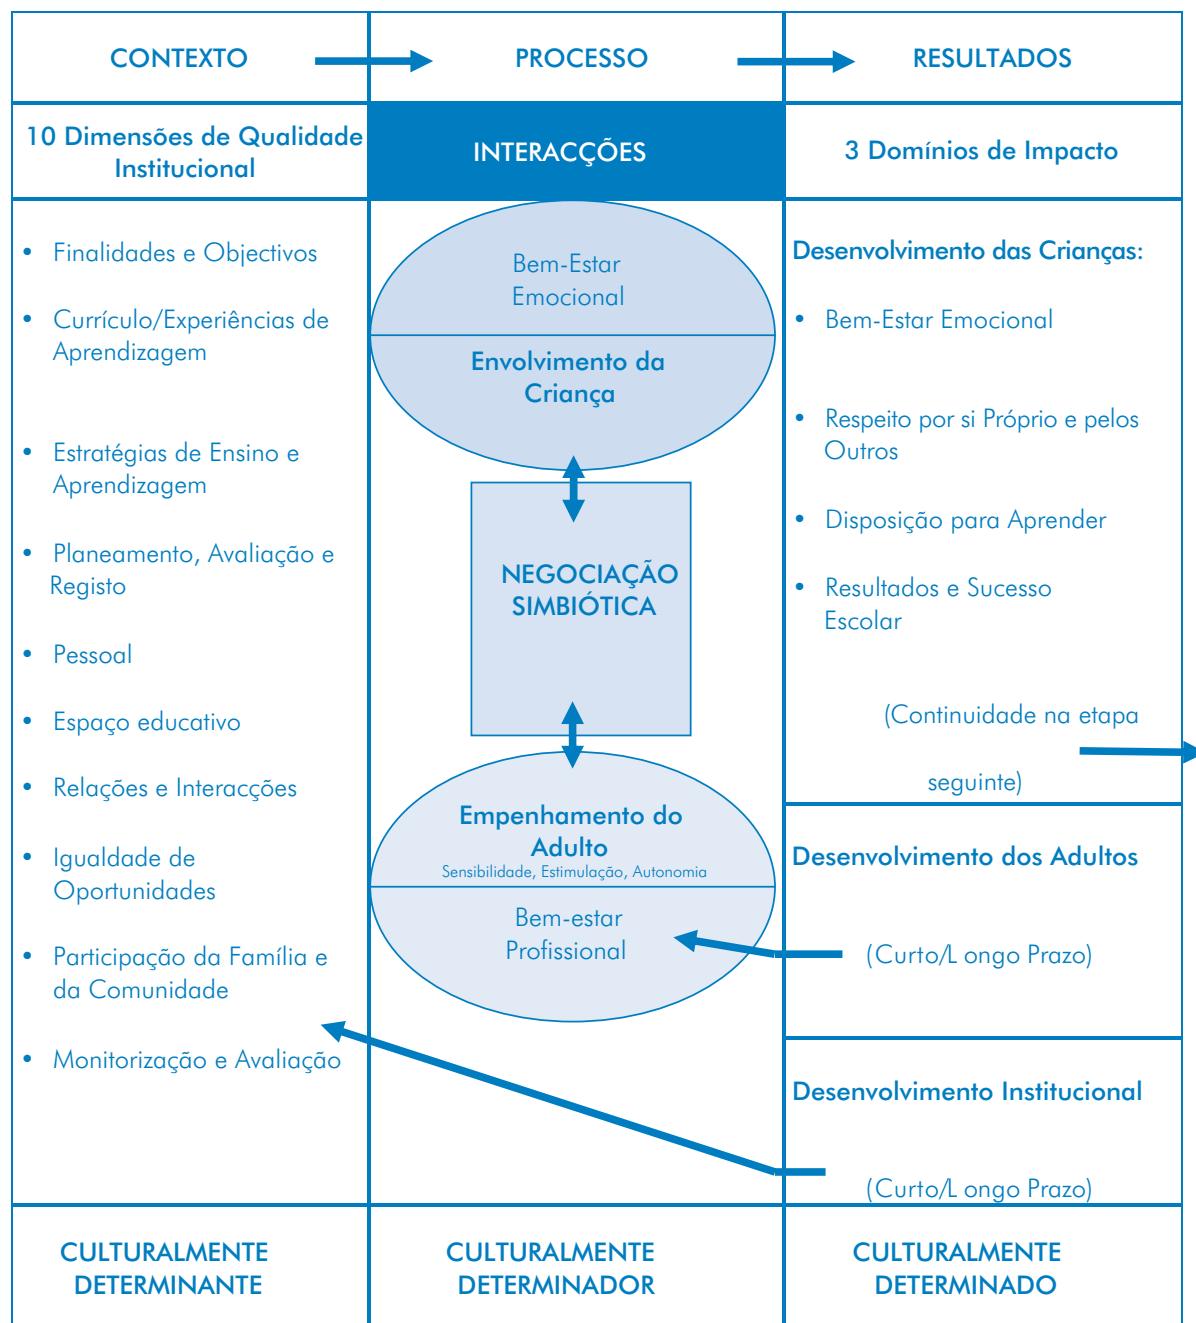 CONTEXTO
PROCESSO
RESULTADOS
10 Dimensões de Qualidade
Institucional
INTERACÇÕES
3 Domínios de Impacto
• Finalidades e Objectivos
• Currículo/Experiências de
Aprendizagem
• Estratégias de Ensino e
Aprendizagem
• Planeamento, Avaliação e
Registo
• Pessoal
• Espaço educativo
• Relações e Interacções
• Igualdade de
Oportunidades
• Participação da Família e
da Comunidade
• Monitorização e Avaliação
Bem-Estar
Emocional
Envolvimento da
Criança
NEGOCIAÇÃO
SIMBIÓTICA
Empenhamento do
Adulto
Sensibilidade, Estimulação, Autonomia
Bem-estar
Profissional
Desenvolvimento das Crianças:
• Bem-Estar Emocional
• Respeito por si Próprio e pelos
Outros
• Disposição para Aprender
• Resultados e Sucesso
Escolar
(Continuidade na etapa
seguinte)
Desenvolvimento dos Adultos
(Curto/L ongo Prazo)
Desenvolvimento Institucional
(Curto/L ongo Prazo)
CULTURALMENTE
DETERMINANTE
CULTURALMENTE
DETERMINADOR
CULTURALMENTE
DETERMINADO